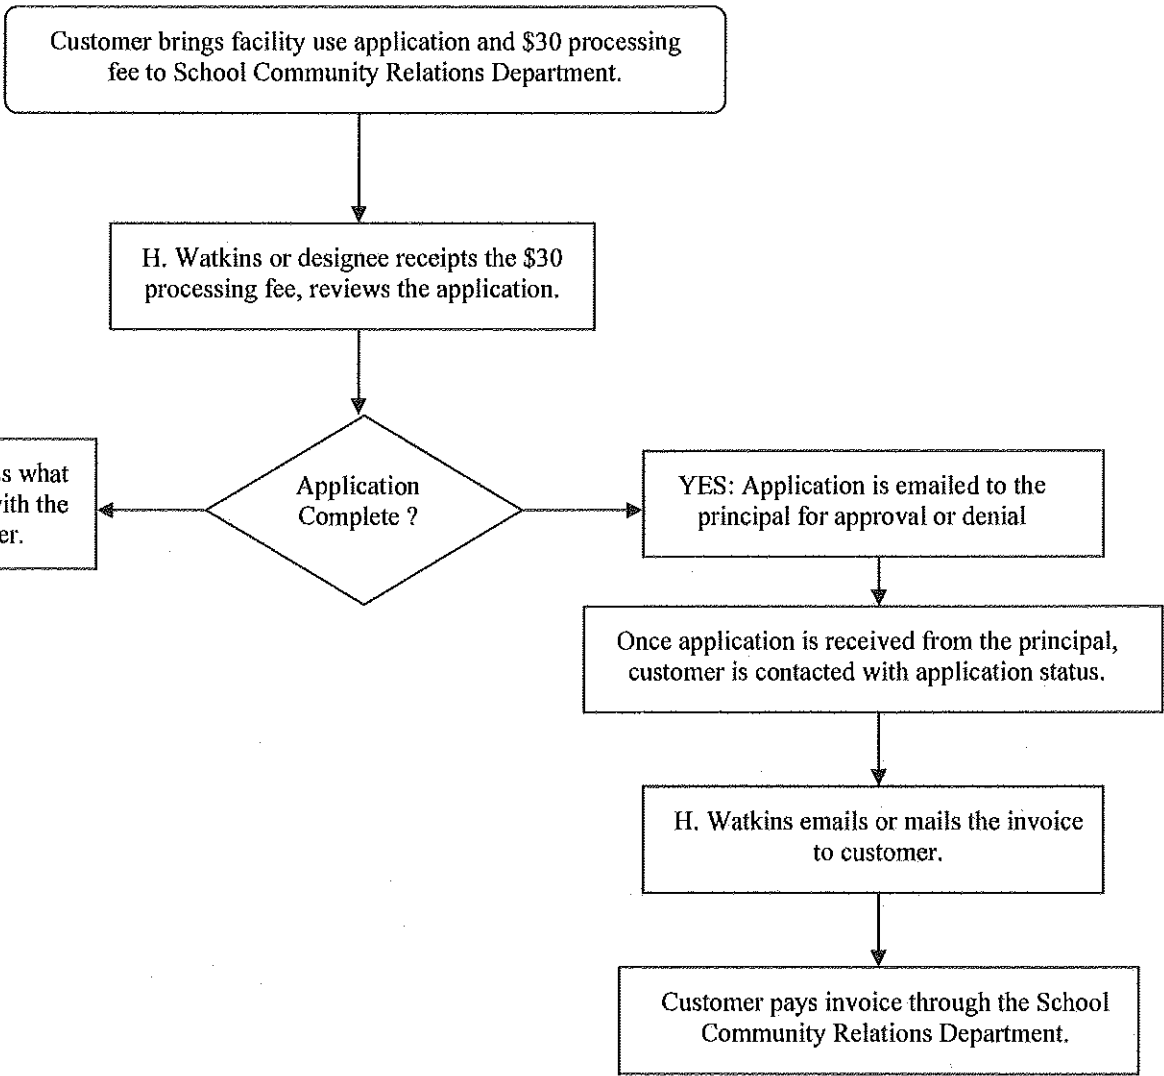 Customer brings facility use application and $30 processing
fee to School Community Relations Department.
H. Watkins or designee receipts the $30
processing fee, reviews the application.
Application
Complete ?
what
with the
YES: Application is emailed to the
principal for approval or denial
Once application is received from the principal,
customer is contacted with application status.
H. Watkins emails or mails the invoice
to customer.
Customer pays invoice through the School
Community Relations Department.